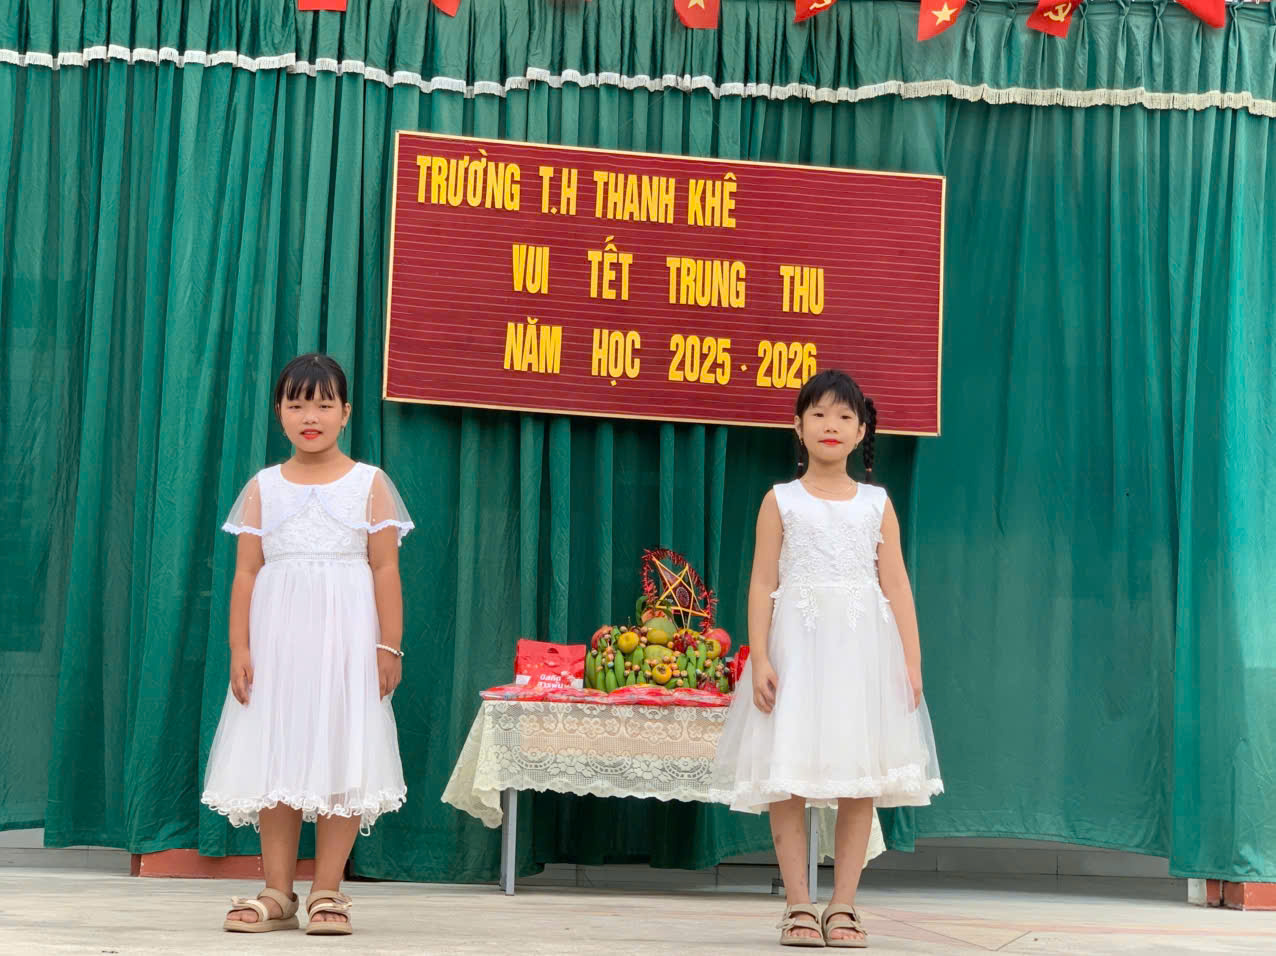 TRƯỜNG T.H THANH KHÊ
VUI TẾT TRUNG THU
NĂM HỌC 2025-2026